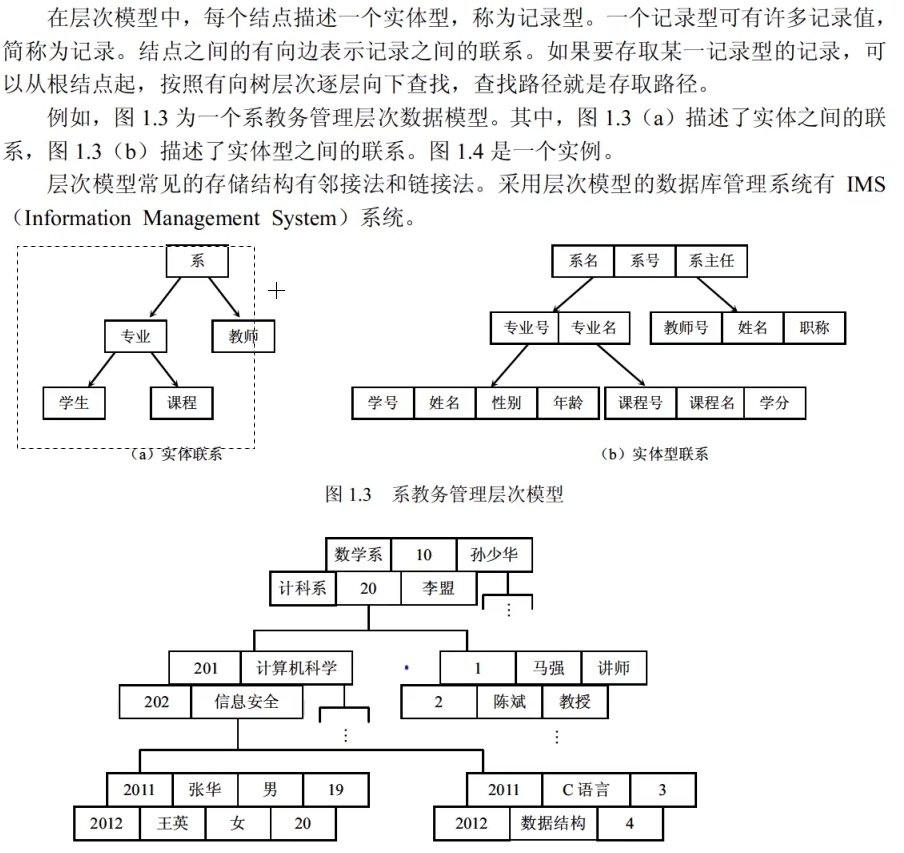 在层次模型中，每个结点描述一个实体型，称为记录型。一个记录型可有许多记录值，
简称为记录。结点之间的有向边表示记录之间的联系。如果要存取某一记录型的记录，可
以从根结点起，按照有向树层次逐层向下查找，查找路径就是存取路径。
例如，图 1.3 为一个系教务管理层次数据模型。其中，图 1.3（a）描述了实体之间的联
系，图 1.3（b）描述了实体型之间的联系。图 1.4 是一个实例。
层次模型常见的存储结构有邻接法和链接法。采用层次模型的数据库管理系统有 IMS
（Information Management System）系统。
系
专业 教师
学生 课程
（a）实体联系
系名 系号 系主任
专业号 专业名 教师号 姓名 职称
学号 姓名 性别 年龄 课程号 课程名 学分
（b）实体型联系
图 1.3 系教务管理层次模型
数学系 10 孙少华
计科系 20 李盟
⋮
201 计算机科学 1 马强 讲师
202 信息安全 2 陈斌 教授
⋮ ⋮
2011 张华 男 19 2011 C 语言 3
2012 王英 女 20 2012 数据结构 4